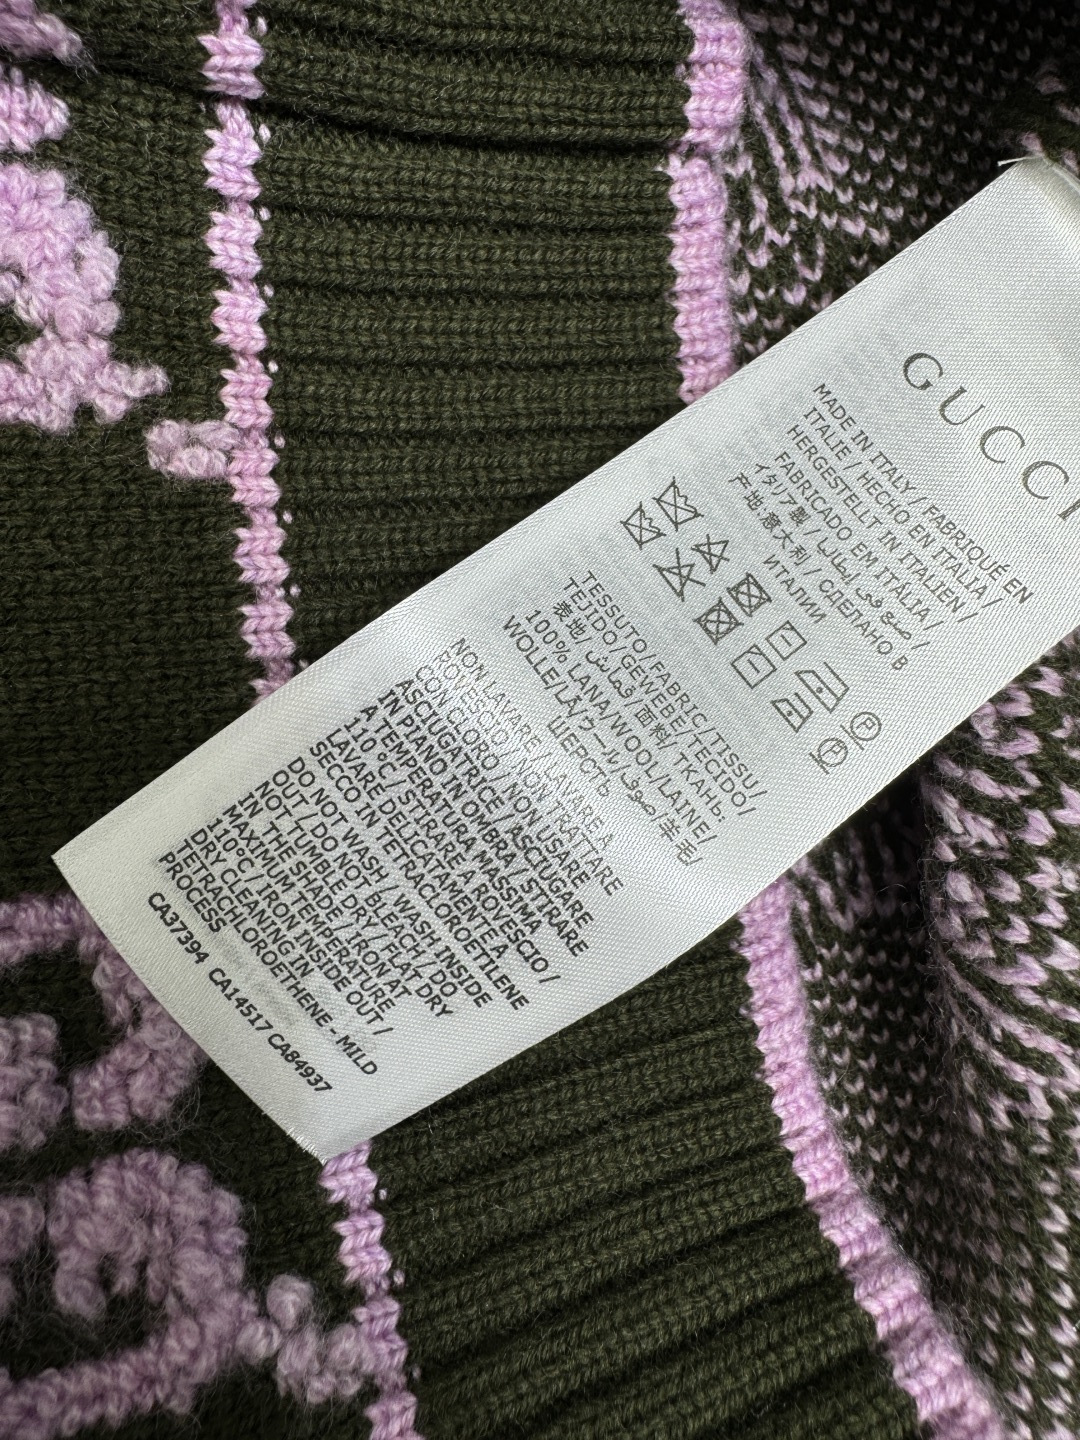 GUCCI
MADE IN ITALY / FABRIQUÉ EN
ITALIE / HECHO EN ITALIA /
HERGESTELLT IN ITALIEN /
FABRICADO EM ITÁLIA /
イタリア製 / صنع في إيطاليا /
产地:意大利 / СДЕЛАНО В
ИТАЛИИ
P
P
TESSUTO/FABRIC/TISSU/
TEJIDO/GEWEBE/TECIDO/
表地/قماش/面料/ТКАНЬ:
100% LANA/WOOL/LAINE/
WOLLE/LÃ/ウール/صوف/羊毛/
ШЕРСТЬ
NON LAVARE / LAVARE A
ROVESCIO / NON TRATTARE
CON CLORO / NON USARE
ASCIUGATRICE / ASCIUGARE
IN PIANO IN OMBRA / STIRARE
A TEMPERATURA MASSIMA
110°C / STIRARE A ROVESCIO /
LAVARE DELICATAMENTE A
SECCO IN TETRACLOROETILENE
DO NOT WASH / WASH INSIDE
OUT / DO NOT BLEACH / DO
NOT TUMBLE DRY / FLAT DRY
IN THE SHADE / IRON AT
MAXIMUM TEMPERATURE
110°C / IRON INSIDE OUT /
DRY CLEANING IN
TETRACHLOROETHENE - MILD
PROCESS
CA37394 CA14517 CA84937